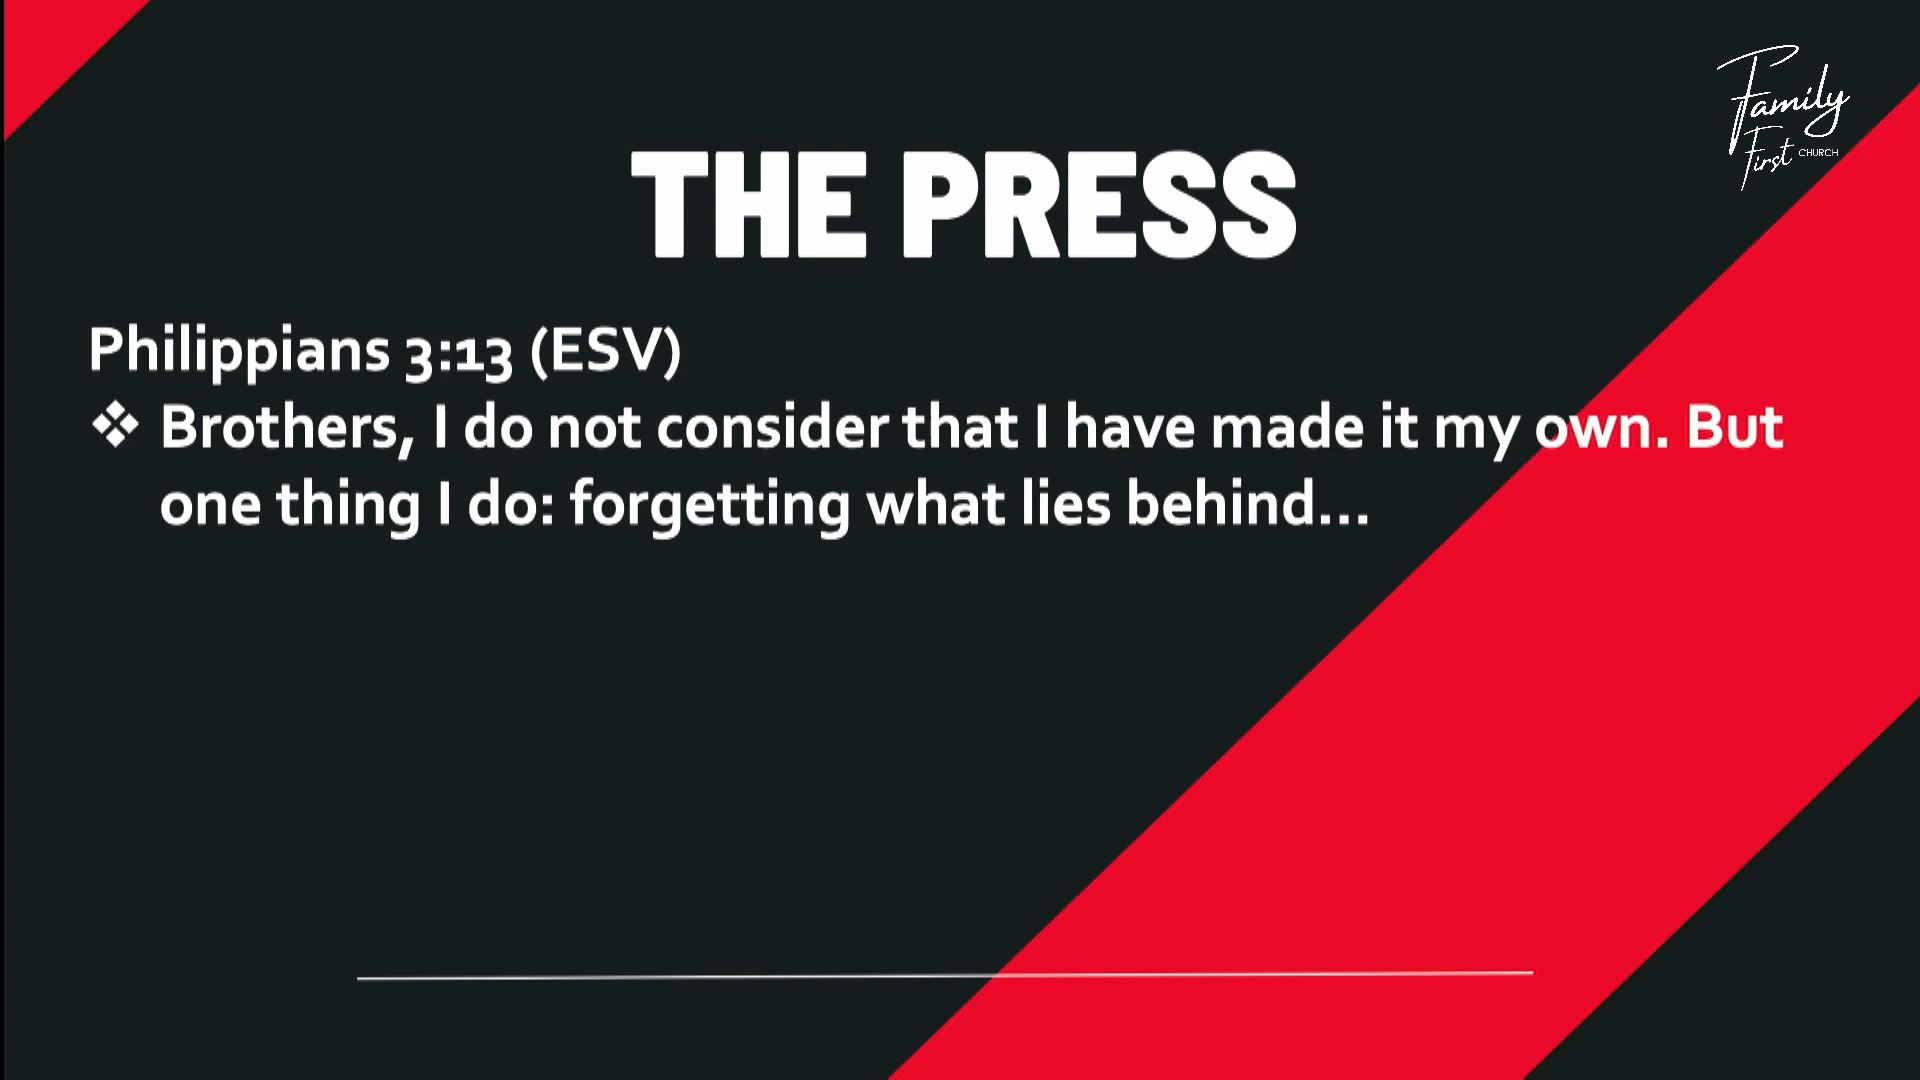 Family
First CHURCH
THE PRESS
Philippians 3:13 (ESV)
❖ Brothers, I do not consider that I have made it my own. But
one thing I do: forgetting what lies behind...